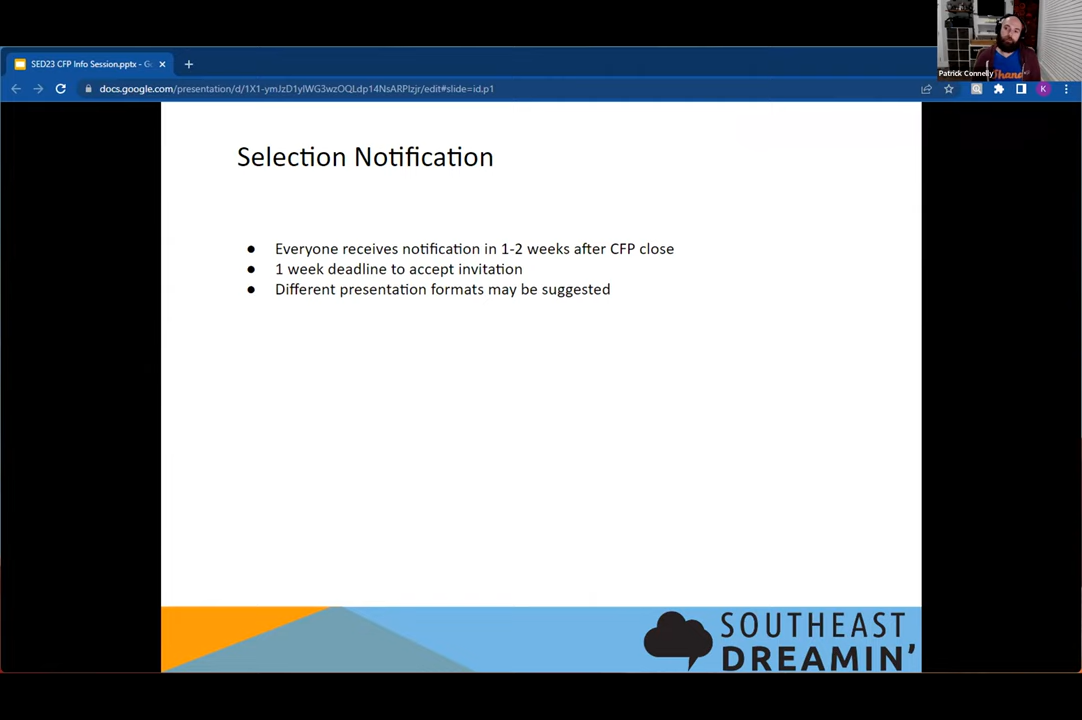 SED23 CFP Info Session.pptx - Go
docs.google.com/presentation/d/1X1-ymJzD1ylWG3wzOQLdp14NsARPlzjr/edit#slide=id.p1
K
Patrick Connelly
Selection Notification
● Everyone receives notification in 1-2 weeks after CFP close
● 1 week deadline to accept invitation
● Different presentation formats may be suggested
SOUTHEAST
DREAMIN’